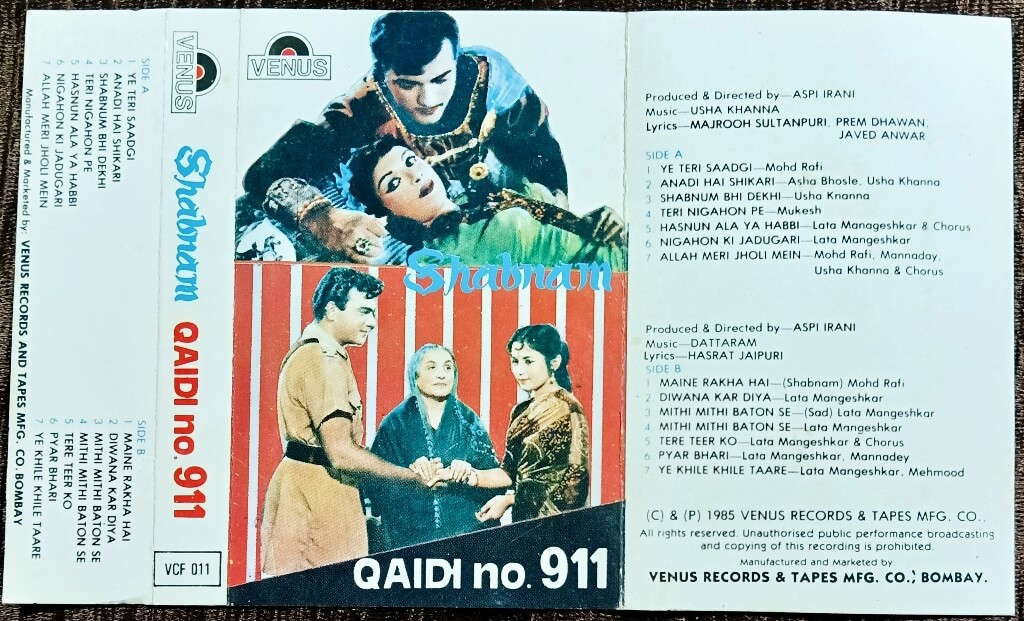 SIDE A
1 YE TERI SAADGI
2 ANADI HAI SHIKARI
3 SHABNUM BHI DEKHI
4 TERI NIGAHON PE
5 HASNUN ALA YA HABBI
6 NIGAHON KI JADUGARI
7 ALLAH MERI JHOLI MEIN
SIDE B
1 MAINE RAKHA HAI
2 DIWANA KAR DIYA
3 MITHI MITHI BATON SE
4 MITHI MITHI BATON SE
5 TERE TEER KO
6 PYAR BHARI
7 YE KHILE KHILE TAARE
Manufactured & Marketed by: VENUS RECORDS AND TAPES MFG. CO. BOMBAY
VENUS
Shabnam
QAIDI no. 911
VCF 011
VENUS
Shabnam
QAIDI no. 911
Produced & Directed by—ASPI IRANI
Music—USHA KHANNA
Lyrics—MAJROOH SULTANPURI, PREM DHAWAN,
JAVED ANWAR
SIDE A
1 YE TERI SAADGI—Mohd Rafi
2 ANADI HAI SHIKARI—Asha Bhosle, Usha Khanna
3 SHABNUM BHI DEKHI—Usha Khanna
4 TERI NIGAHON PE—Mukesh
5 HASNUN ALA YA HABBI—Lata Manageshkar & Chorus
6 NIGAHON KI JADUGARI—Lata Mangeshkar
7 ALLAH MERI JHOLI MEIN—Mohd Rafi, Mannaday,
Usha Khanna & Chorus
Produced & Directed by—ASPI IRANI
Music—DATTARAM
Lyrics—HASRAT JAIPURI
SIDE B
1 MAINE RAKHA HAI—(Shabnam) Mohd Rafi
2 DIWANA KAR DIYA—Lata Mangeshkar
3 MITHI MITHI BATON SE—(Sad) Lata Mangeshkar
4 MITHI MITHI BATON SE—Lata Mangeshkar
5 TERE TEER KO—Lata Mangeshkar & Chorus
6 PYAR BHARI—Lata Mangeshkar, Mannadey
7 YE KHILE KHILE TAARE—Lata Mangeshkar, Mehmood
(C) & (P) 1985 VENUS RECORDS & TAPES MFG. CO.,
All rights reserved. Unauthorised public performance broadcasting
and copying of this recording is prohibited.
Manufactured and Marketed by
VENUS RECORDS & TAPES MFG. CO., BOMBAY.